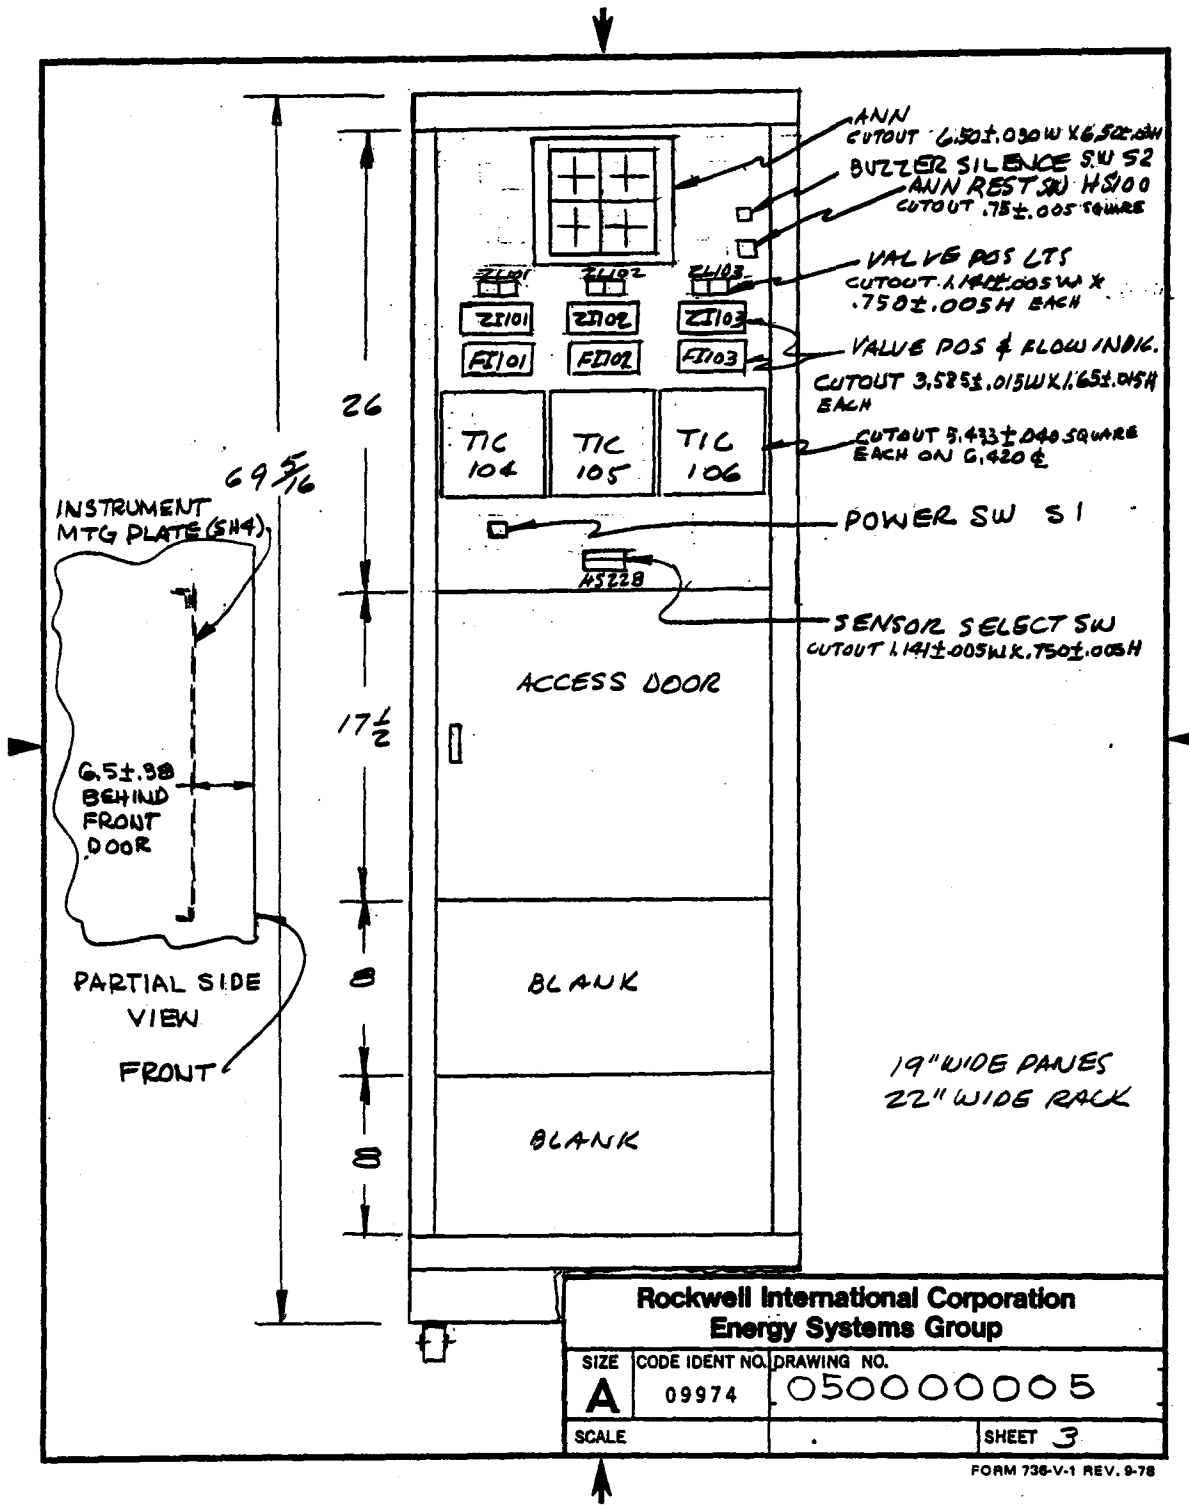 ANN
CUTOUT 6.50±.030W X 6.50±.03H
BUZZER SILENCE SW S2
ANN REST SW HS100
CUTOUT .75±.005 SQUARE
VALVE POS LTS
CUTOUT 1.141±.005W X
.750±.005H EACH
ZL101 ZL102 ZL103
ZI101 ZI102 ZI103
FI101 FI102 FI103
VALUE POS & FLOW INDIC.
CUTOUT 3.585±.015W X 1.65±.015H
EACH
26
TIC
104
TIC
105
TIC
106
CUTOUT 5.433±.040 SQUARE
EACH ON 6.420 ℄
69 5/16
INSTRUMENT
MTG PLATE (SH4)
POWER SW S1
HS228
SENSOR SELECT SW
CUTOUT 1.141±.005W X .750±.005H
ACCESS DOOR
17 1/2
6.5±.38
BEHIND
FRONT
DOOR
PARTIAL SIDE
VIEW
FRONT
8
BLANK
8
BLANK
19" WIDE PANES
22" WIDE RACK
Rockwell International Corporation
Energy Systems Group
SIZE
A
CODE IDENT NO.
09974
DRAWING NO.
050000005
SCALE
SHEET 3
FORM 736-V-1 REV. 9-78